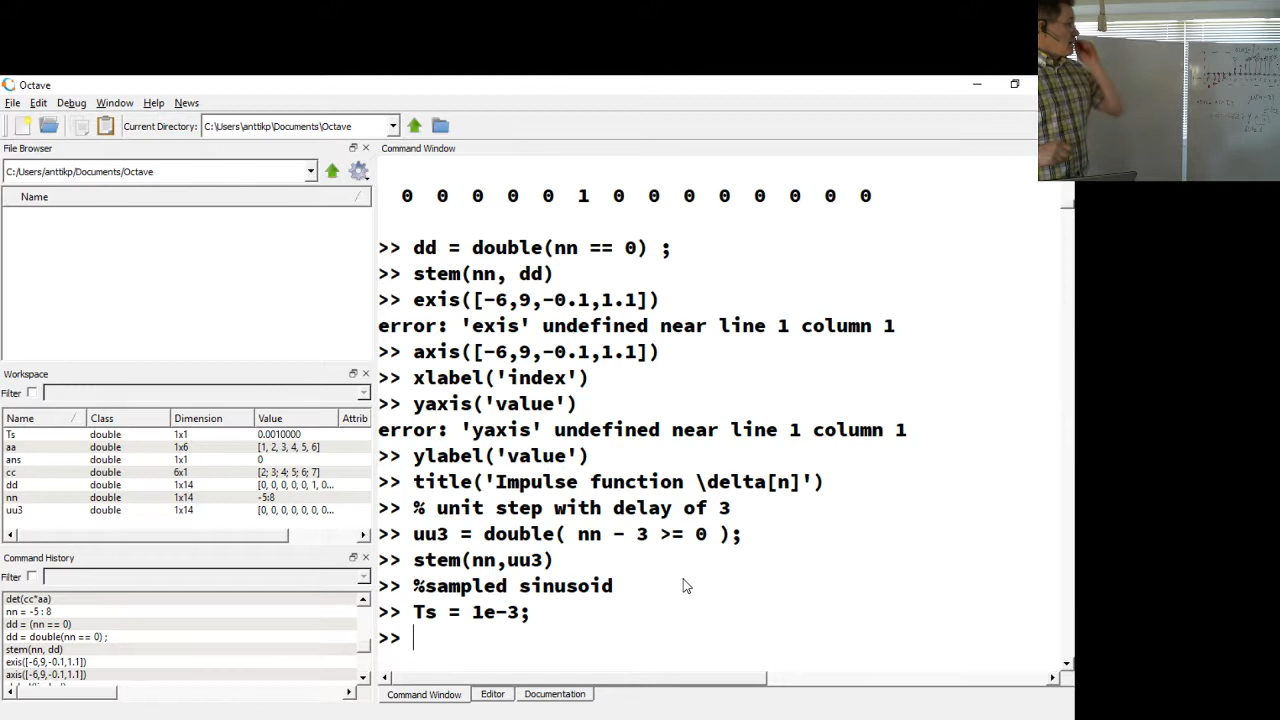 Octave
File Edit Debug Window Help News
Current Directory: C:\Users\anttikp\Documents\Octave
File Browser
C:/Users/anttikp/Documents/Octave
Name
Workspace
Filter
Name Class Dimension Value Attrib
Ts double 1x1 0.0010000
aa double 1x6 [1, 2, 3, 4, 5, 6]
ans double 1x1 0
cc double 6x1 [2; 3; 4; 5; 6; 7]
dd double 1x14 [0, 0, 0, 0, 0, 1, 0...
nn double 1x14 -5:8
uu3 double 1x14 [0, 0, 0, 0, 0, 0, 0...
Command History
Filter
det(cc*aa)
nn = -5 : 8
dd = (nn == 0)
dd = double(nn == 0) ;
stem(nn, dd)
exis([-6,9,-0.1,1.1])
axis([-6,9,-0.1,1.1])
Command Window
0 0 0 0 0 1 0 0 0 0 0 0 0 0
>> dd = double(nn == 0) ;
>> stem(nn, dd)
>> exis([-6,9,-0.1,1.1])
error: 'exis' undefined near line 1 column 1
>> axis([-6,9,-0.1,1.1])
>> xlabel('index')
>> yaxis('value')
error: 'yaxis' undefined near line 1 column 1
>> ylabel('value')
>> title('Impulse function \delta[n]')
>> % unit step with delay of 3
>> uu3 = double( nn - 3 >= 0 );
>> stem(nn,uu3)
>> %sampled sinusoid
>> Ts = 1e-3;
>>
Command Window Editor Documentation